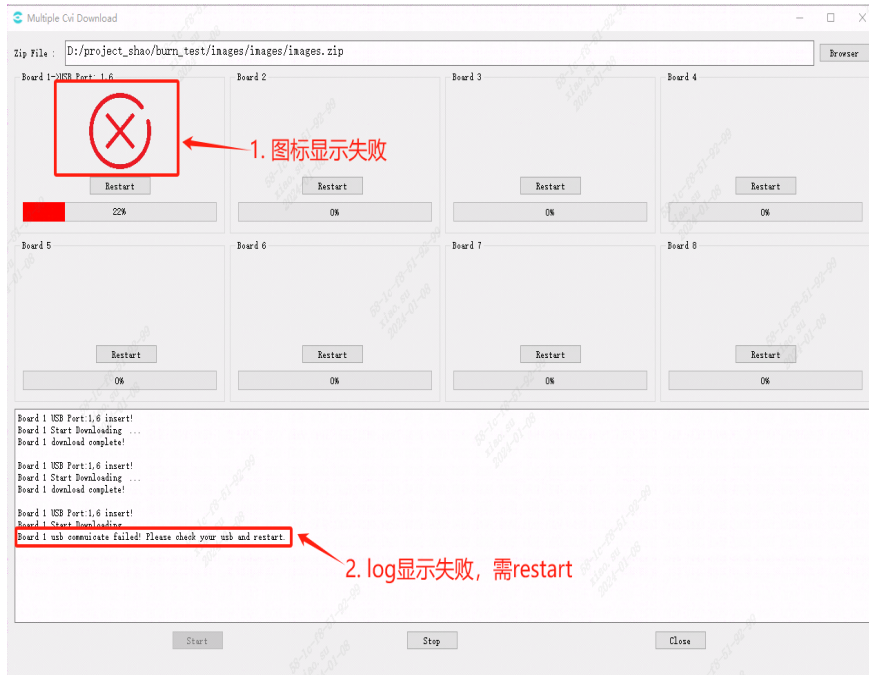 Multiple Cvi Download
Zip File : D:/project_shao/burn_test/images/images/images.zip Browser
Board 1->USB Port: 1,6 Board 2 Board 3 Board 4
1. 图标显示失败
Restart Restart Restart Restart
22% 0% 0% 0%
Board 5 Board 6 Board 7 Board 8
Restart Restart Restart Restart
0% 0% 0% 0%
Board 1 USB Port:1,6 insert!
Board 1 Start Downloading ...
Board 1 download complete!
Board 1 USB Port:1,6 insert!
Board 1 Start Downloading ...
Board 1 download complete!
Board 1 USB Port:1,6 insert!
Board 1 Start Downloading
Board 1 usb commuicate failed! Please check your usb and restart.
2. log显示失败，需restart
Start Stop Close